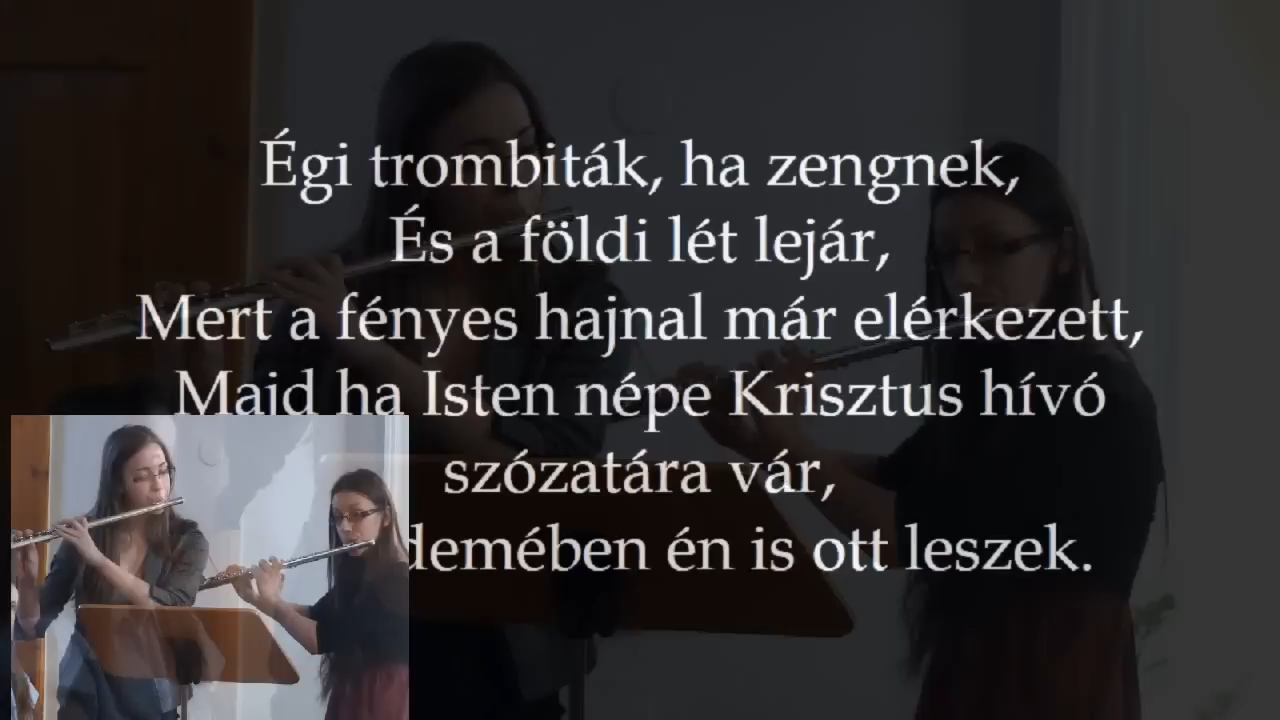 Égi trombiták, ha zengnek,
És a földi lét lejár,
Mert a fényes hajnal már elérkezett,
Majd ha Isten népe Krisztus hívó
szózatára vár,
demében én is ott leszek.